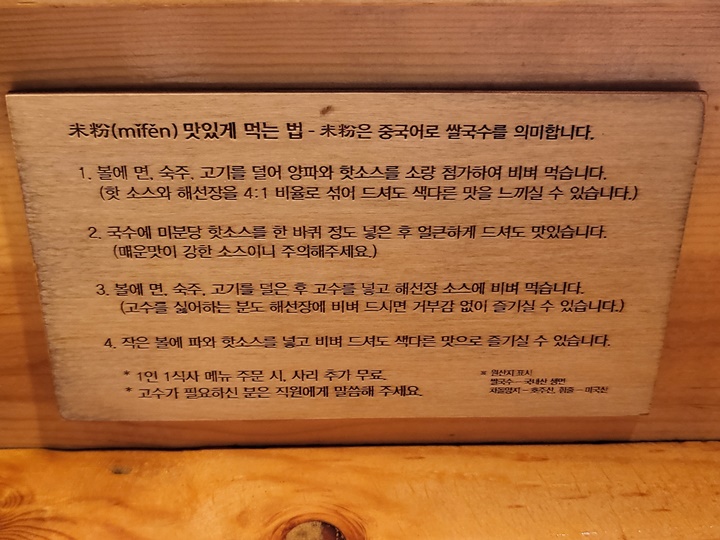 米粉(mǐfěn) 맛있게 먹는 법 - 米粉은 중국어로 쌀국수를 의미합니다.
1. 볼에 면, 숙주, 고기를 덜어 양파와 핫소스를 소량 첨가하여 비벼 먹습니다.
(핫 소스와 해선장을 4:1 비율로 섞어 드셔도 색다른 맛을 느끼실 수 있습니다.)
2. 국수에 미분당 핫소스를 한 바퀴 정도 넣은 후 얼큰하게 드셔도 맛있습니다.
(매운맛이 강한 소스이니 주의해주세요.)
3. 볼에 면, 숙주, 고기를 덜은 후 고수를 넣고 해선장 소스에 비벼 먹습니다.
(고수를 싫어하는 분도 해선장에 비벼 드시면 거부감 없이 즐기실 수 있습니다.)
4. 작은 볼에 파와 핫소스를 넣고 비벼 드셔도 색다른 맛으로 즐기실 수 있습니다.
* 1인 1식사 메뉴 주문 시, 사리 추가 무료.
* 고수가 필요하신 분은 직원에게 말씀해 주세요.
※ 원산지 표시
쌀국수 – 국내산 생면
차돌양지 – 호주산, 힘줄 – 미국산